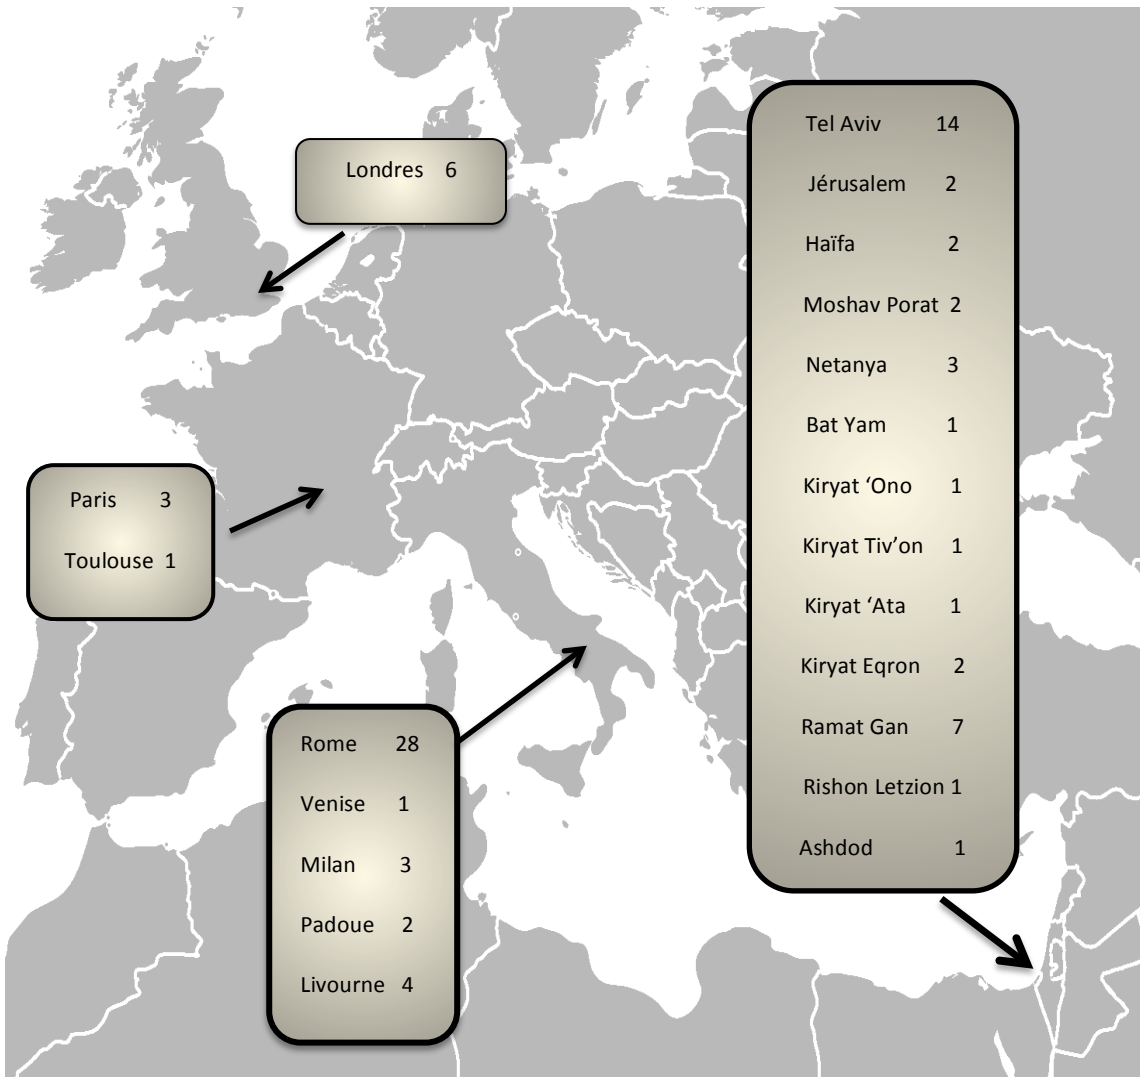 Londres 6
Paris 3
Toulouse 1
Rome 28
Venise 1
Milan 3
Padoue 2
Livourne 4
Tel Aviv 14
Jérusalem 2
Haïfa 2
Moshav Porat 2
Netanya 3
Bat Yam 1
Kiryat ‘Ono 1
Kiryat Tiv’on 1
Kiryat ‘Ata 1
Kiryat Eqron 2
Ramat Gan 7
Rishon Letzion 1
Ashdod 1